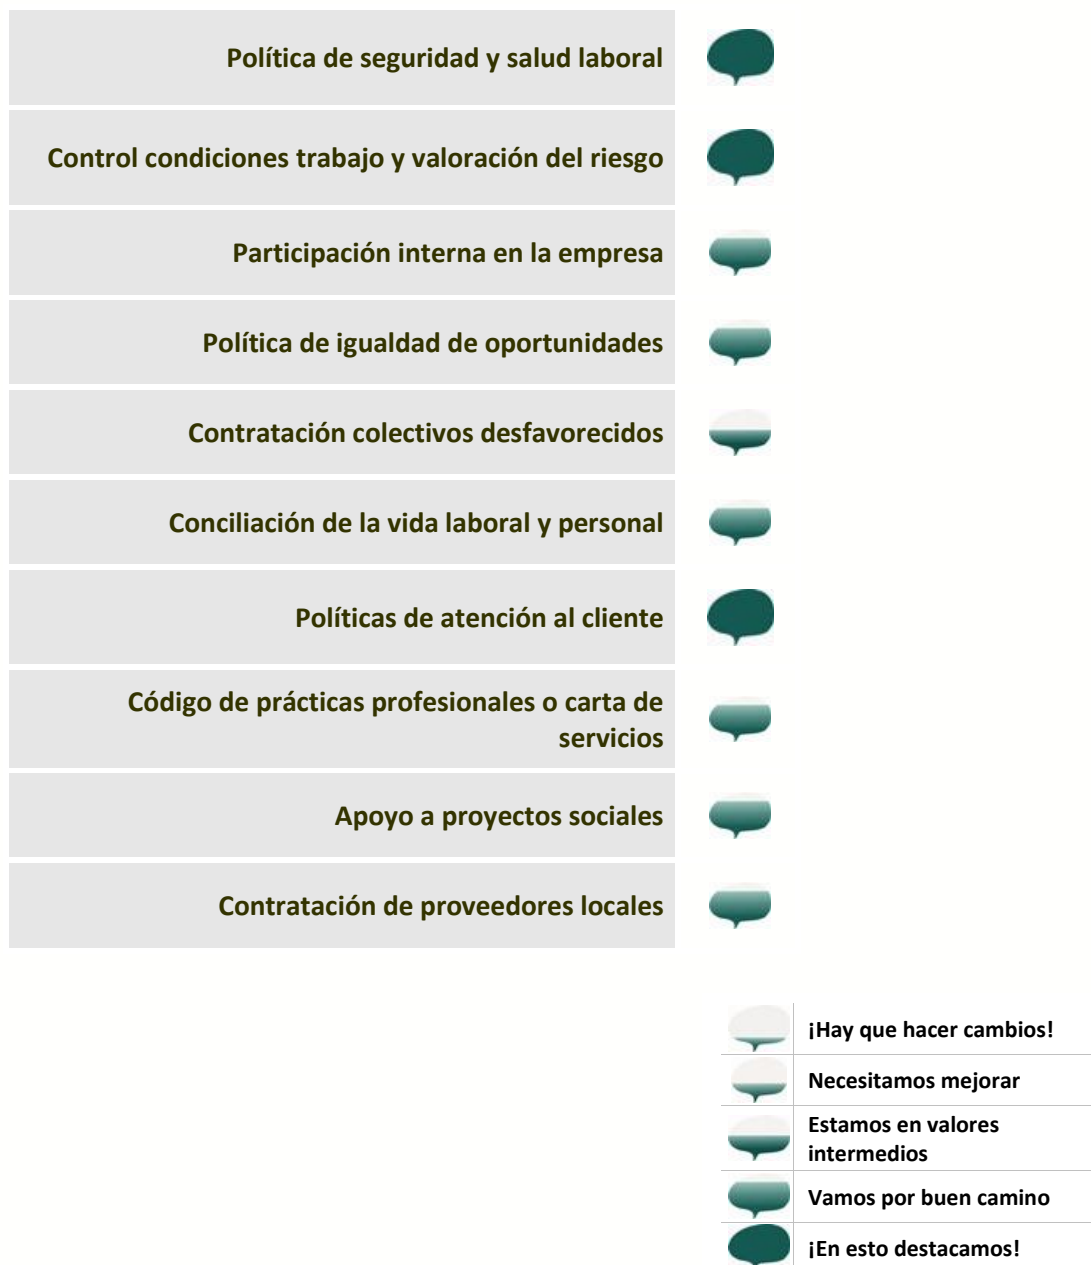 Política de seguridad y salud laboral
Control condiciones trabajo y valoración del riesgo
Participación interna en la empresa
Política de igualdad de oportunidades
Contratación colectivos desfavorecidos
Conciliación de la vida laboral y personal
Políticas de atención al cliente
Código de prácticas profesionales o carta de
servicios
Apoyo a proyectos sociales
Contratación de proveedores locales
¡Hay que hacer cambios!
Necesitamos mejorar
Estamos en valores
intermedios
Vamos por buen camino
¡En esto destacamos!